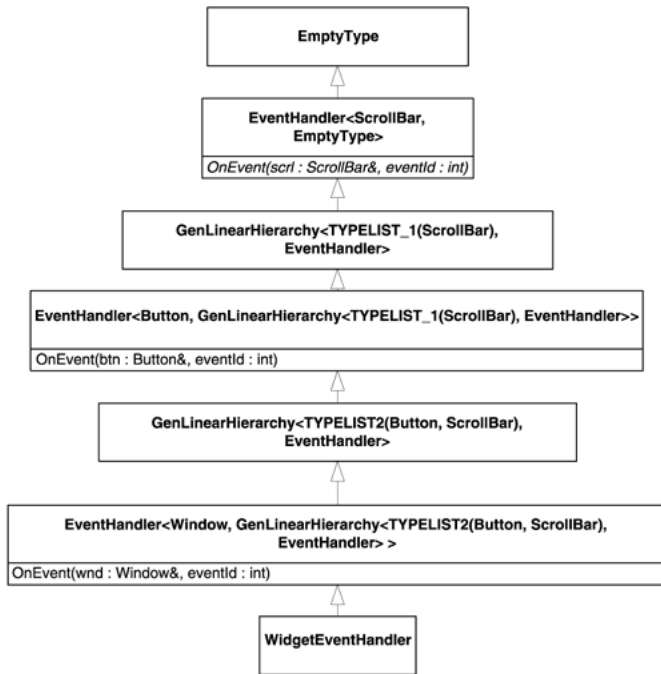 EmptyType
EventHandler<ScrollBar,
EmptyType>
OnEvent(scrl : ScrollBar&, eventId : int)
GenLinearHierarchy<TYPELIST_1(ScrollBar),
EventHandler>
EventHandler<Button, GenLinearHierarchy<TYPELIST_1(ScrollBar), EventHandler>>
OnEvent(btn : Button&, eventId : int)
GenLinearHierarchy<TYPELIST2(Button, ScrollBar),
EventHandler>
EventHandler<Window, GenLinearHierarchy<TYPELIST2(Button, ScrollBar),
EventHandler> >
OnEvent(wnd : Window&, eventId : int)
WidgetEventHandler